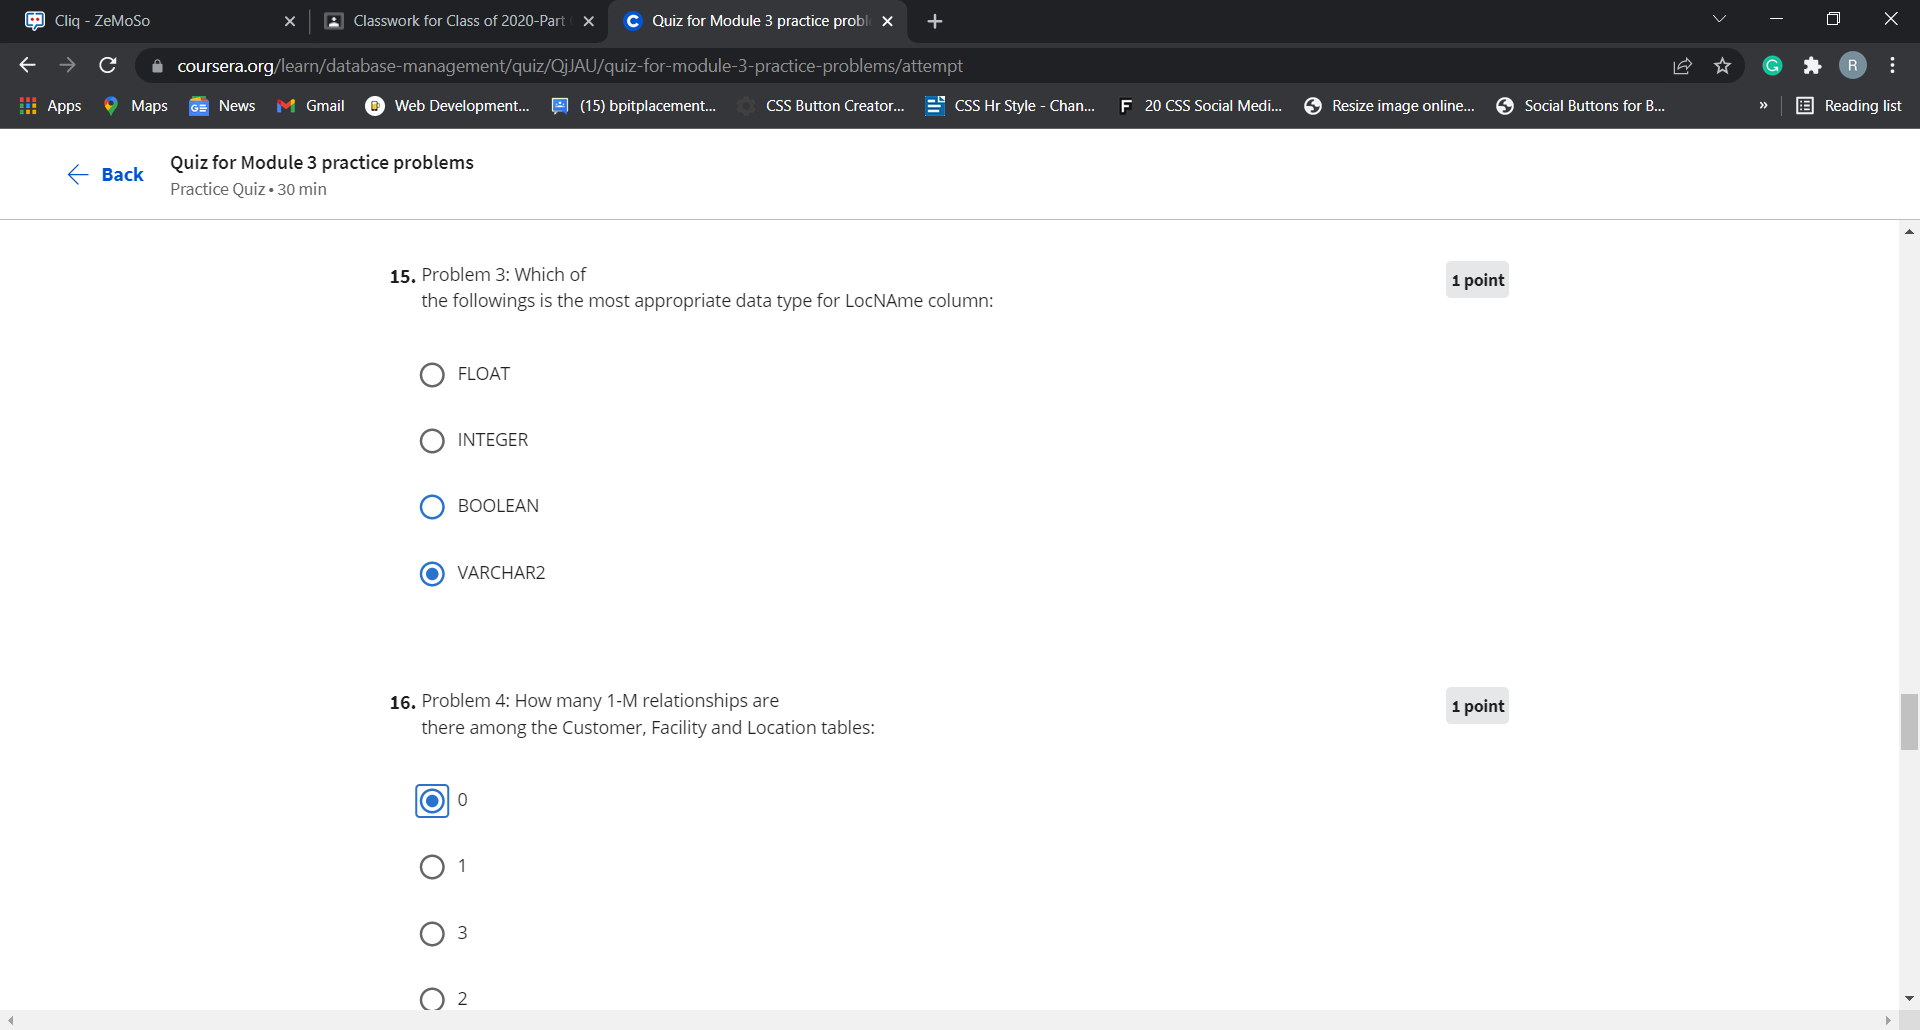 Cliq - ZeMoSo
Classwork for Class of 2020-Part
Quiz for Module 3 practice probl
coursera.org/learn/database-management/quiz/QjJAU/quiz-for-module-3-practice-problems/attempt
R
Apps
Maps
News
Gmail
Web Development...
(15) bpitplacement...
CSS Button Creator...
CSS Hr Style - Chan...
20 CSS Social Medi...
Resize image online...
Social Buttons for B...
»
Reading list
Back
Quiz for Module 3 practice problems
Practice Quiz • 30 min
15. Problem 3: Which of
the followings is the most appropriate data type for LocNAme column:
1 point
FLOAT
INTEGER
BOOLEAN
VARCHAR2
16. Problem 4: How many 1-M relationships are
there among the Customer, Facility and Location tables:
1 point
0
1
3
2